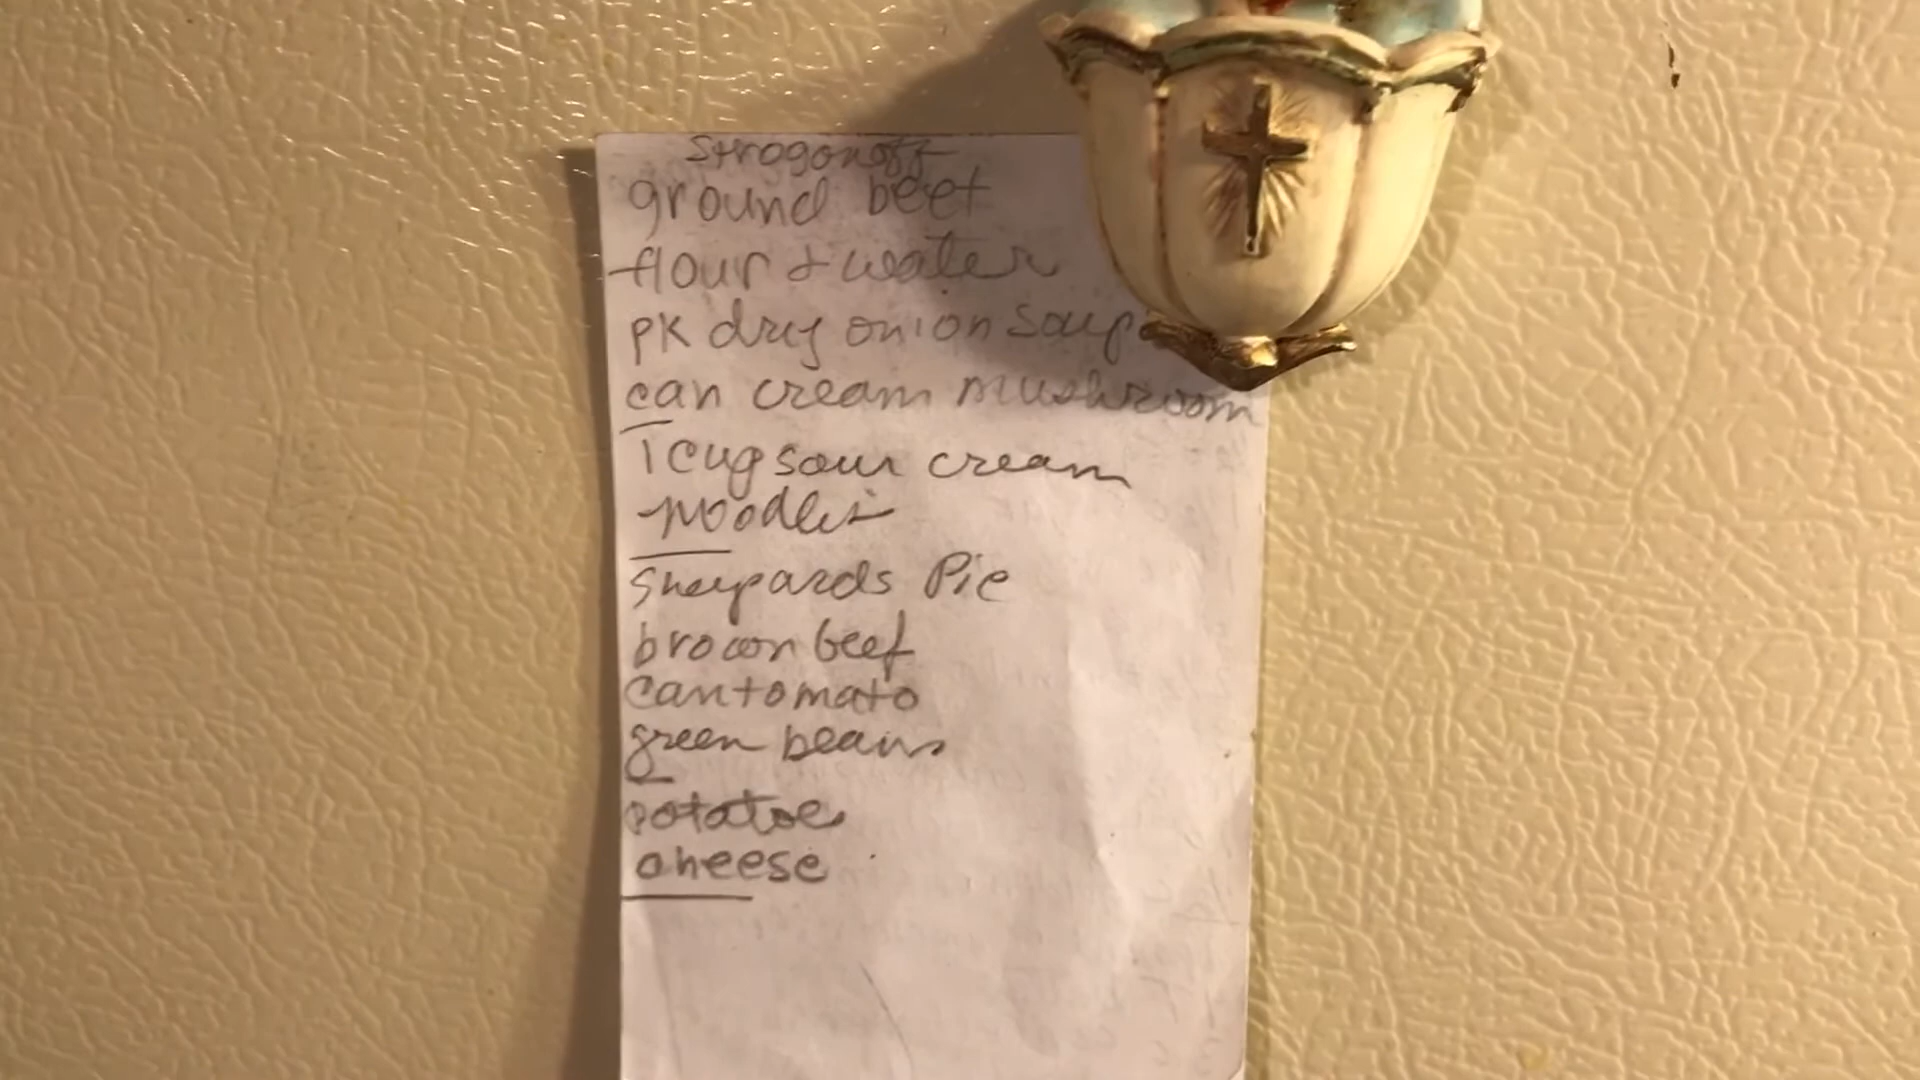 Strogonoff
ground beef
flour & water
PK dry onion soup
can cream mushroom
1 cup sour cream
noodles
Shepards Pie
brown beef
can tomato
green beans
potatoe
cheese